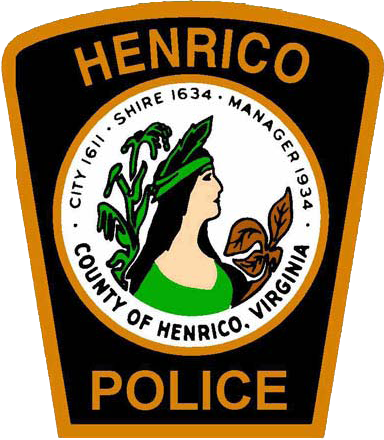 HENRICO
CITY 1611 · SHIRE 1634 · MANAGER 1934 ·
COUNTY OF HENRICO, VIRGINIA
POLICE